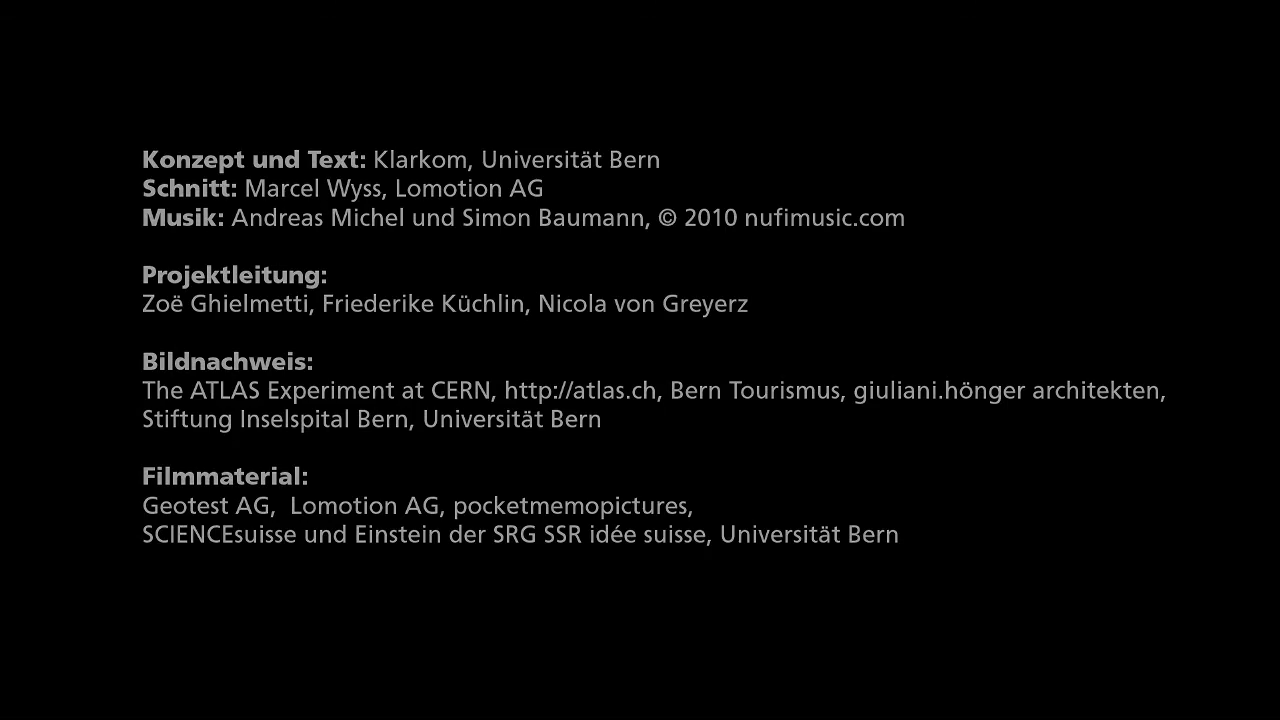 Konzept und Text: Klarkom, Universität Bern
Schnitt: Marcel Wyss, Lomotion AG
Musik: Andreas Michel und Simon Baumann, © 2010 nufimusic.com
Projektleitung:
Zoë Ghielmetti, Friederike Küchlin, Nicola von Greyerz
Bildnachweis:
The ATLAS Experiment at CERN, http://atlas.ch, Bern Tourismus, giuliani.hönger architekten,
Stiftung Inselspital Bern, Universität Bern
Filmmaterial:
Geotest AG,  Lomotion AG, pocketmemopictures,
SCIENCEsuisse und Einstein der SRG SSR idée suisse, Universität Bern